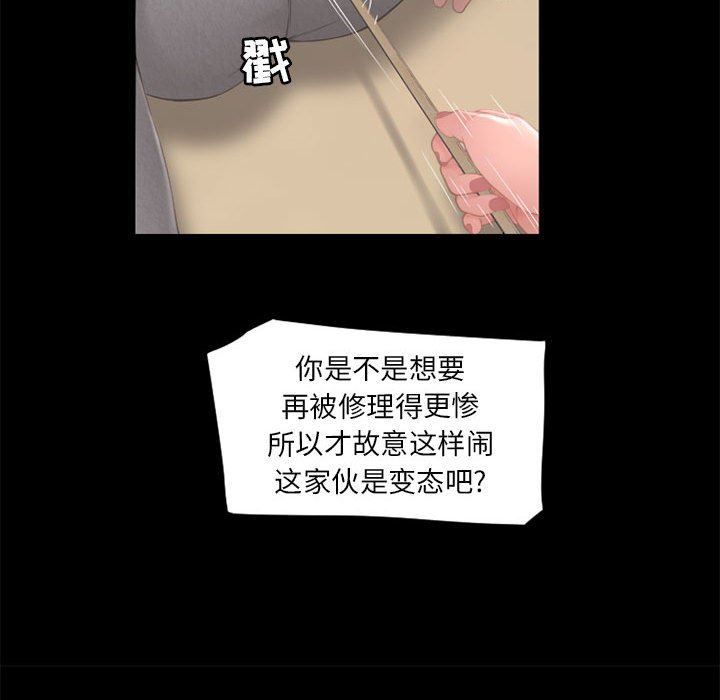 戳
你是不是想要
再被修理得更惨
所以才故意这样闹
这家伙是变态吧?